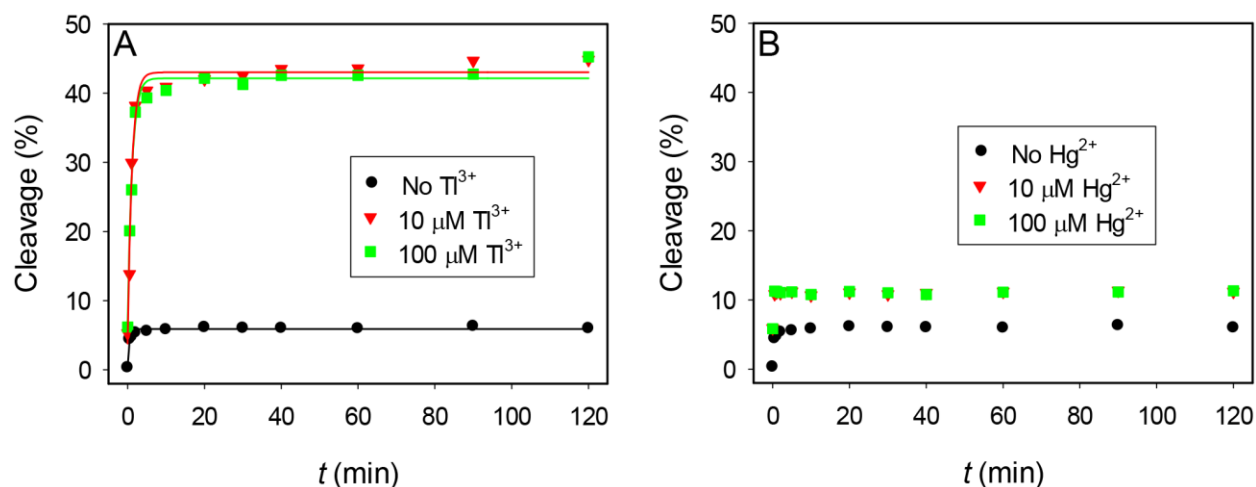 A
50
40
30
20
10
0
Cleavage (%)
No Tl³⁺
10 μM Tl³⁺
100 μM Tl³⁺
0 20 40 60 80 100 120
t (min)
B
50
40
30
20
10
0
Cleavage (%)
No Hg²⁺
10 μM Hg²⁺
100 μM Hg²⁺
0 20 40 60 80 100 120
t (min)